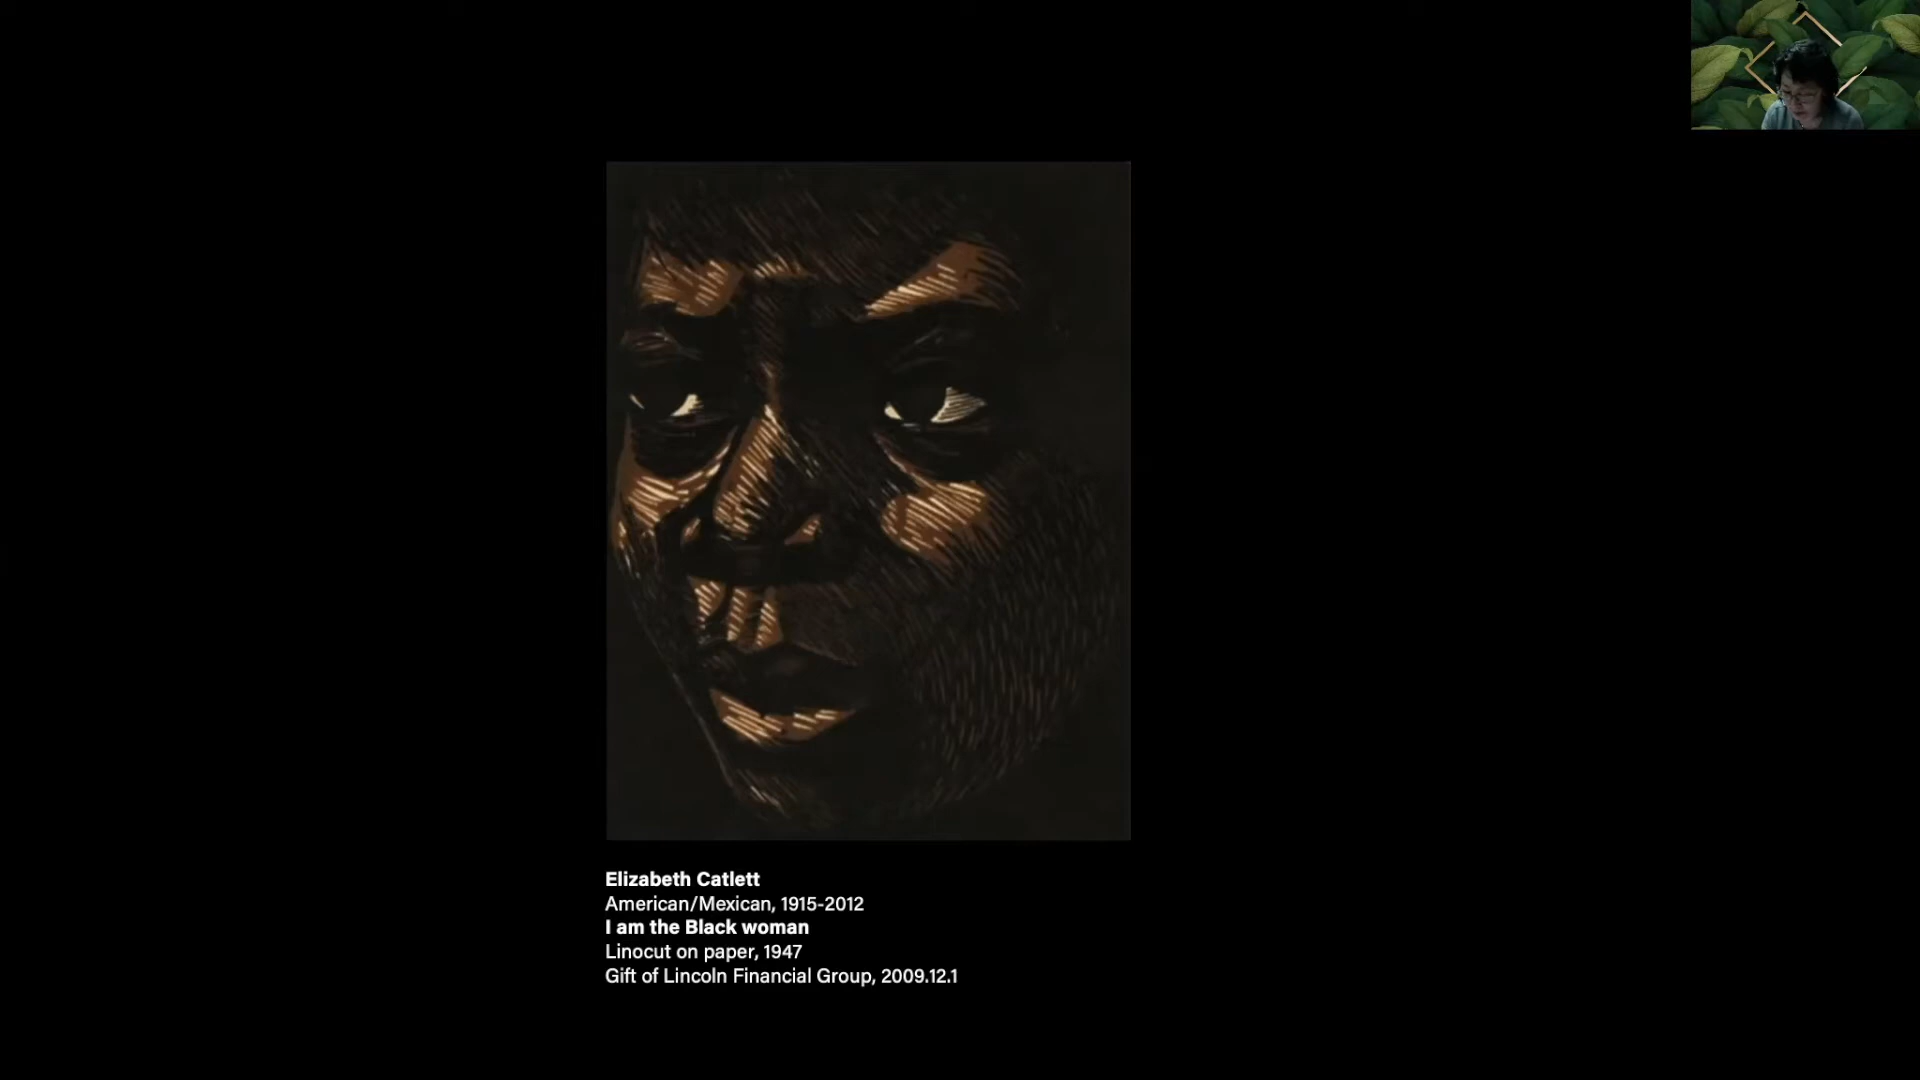 Elizabeth Catlett
American/Mexican, 1915-2012
I am the Black woman
Linocut on paper, 1947
Gift of Lincoln Financial Group, 2009.12.1